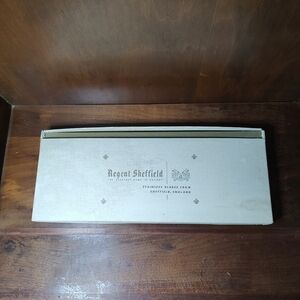 Regent Sheffield
STAINLESS BLADES FROM
SHEFFIELD, ENGLAND